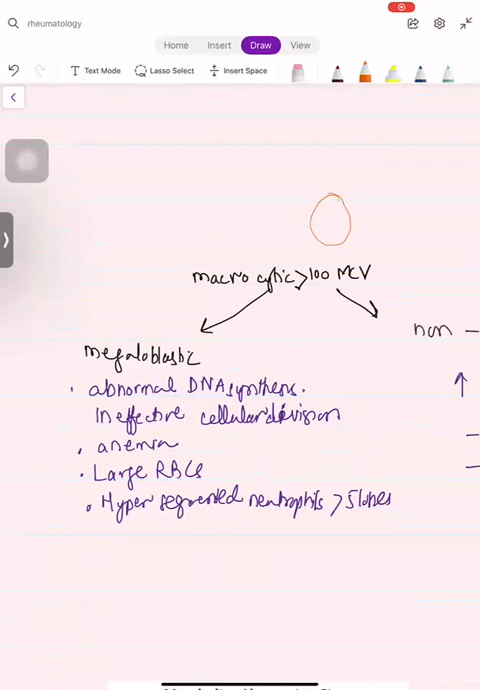 rheumatology
Home Insert Draw View
Text Mode Lasso Select Insert Space
macrocytic > 100 MCV
non –
megaloblastic
• abnormal DNA synthesis.
Ineffective cellular division
• anemia
• Large RBCs
• Hyper segmented neutrophils > 5 lobes